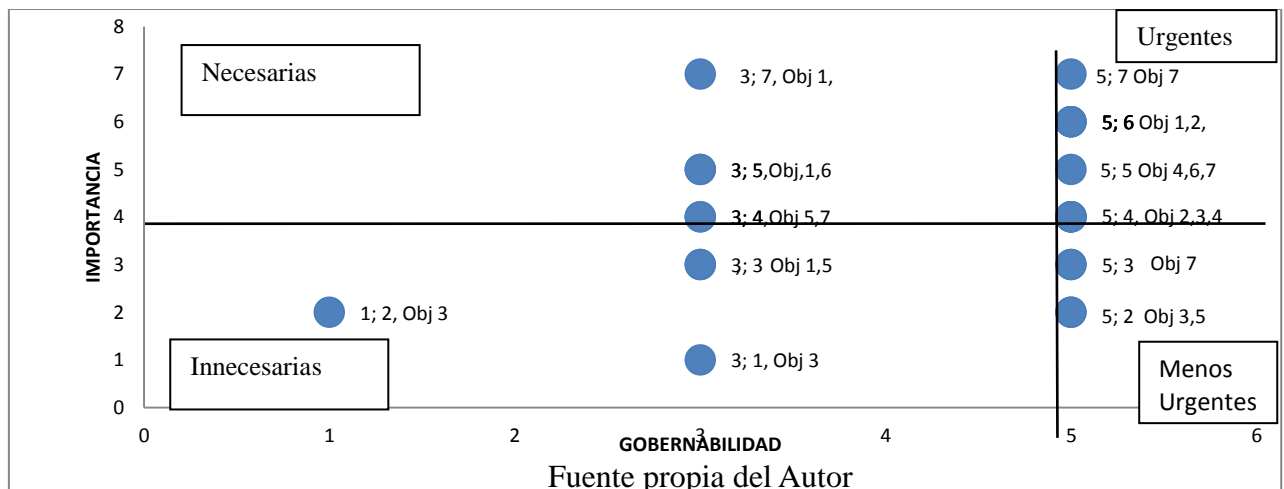 8
Urgentes
7
Necesarias
3; 7, Obj 1,
5; 7 Obj 7
6
5; 6 Obj 1,2,
5
3; 5,Obj,1,6
5; 5 Obj 4,6,7
IMPORTANCIA
4
3; 4,Obj 5,7
5; 4, Obj 2,3,4
3
3; 3 Obj 1,5
5; 3 Obj 7
2
1; 2, Obj 3
5; 2 Obj 3,5
1
Innecesarias
3; 1, Obj 3
Menos
Urgentes
0
0 1 2 3 4 5 6
GOBERNABILIDAD
Fuente propia del Autor